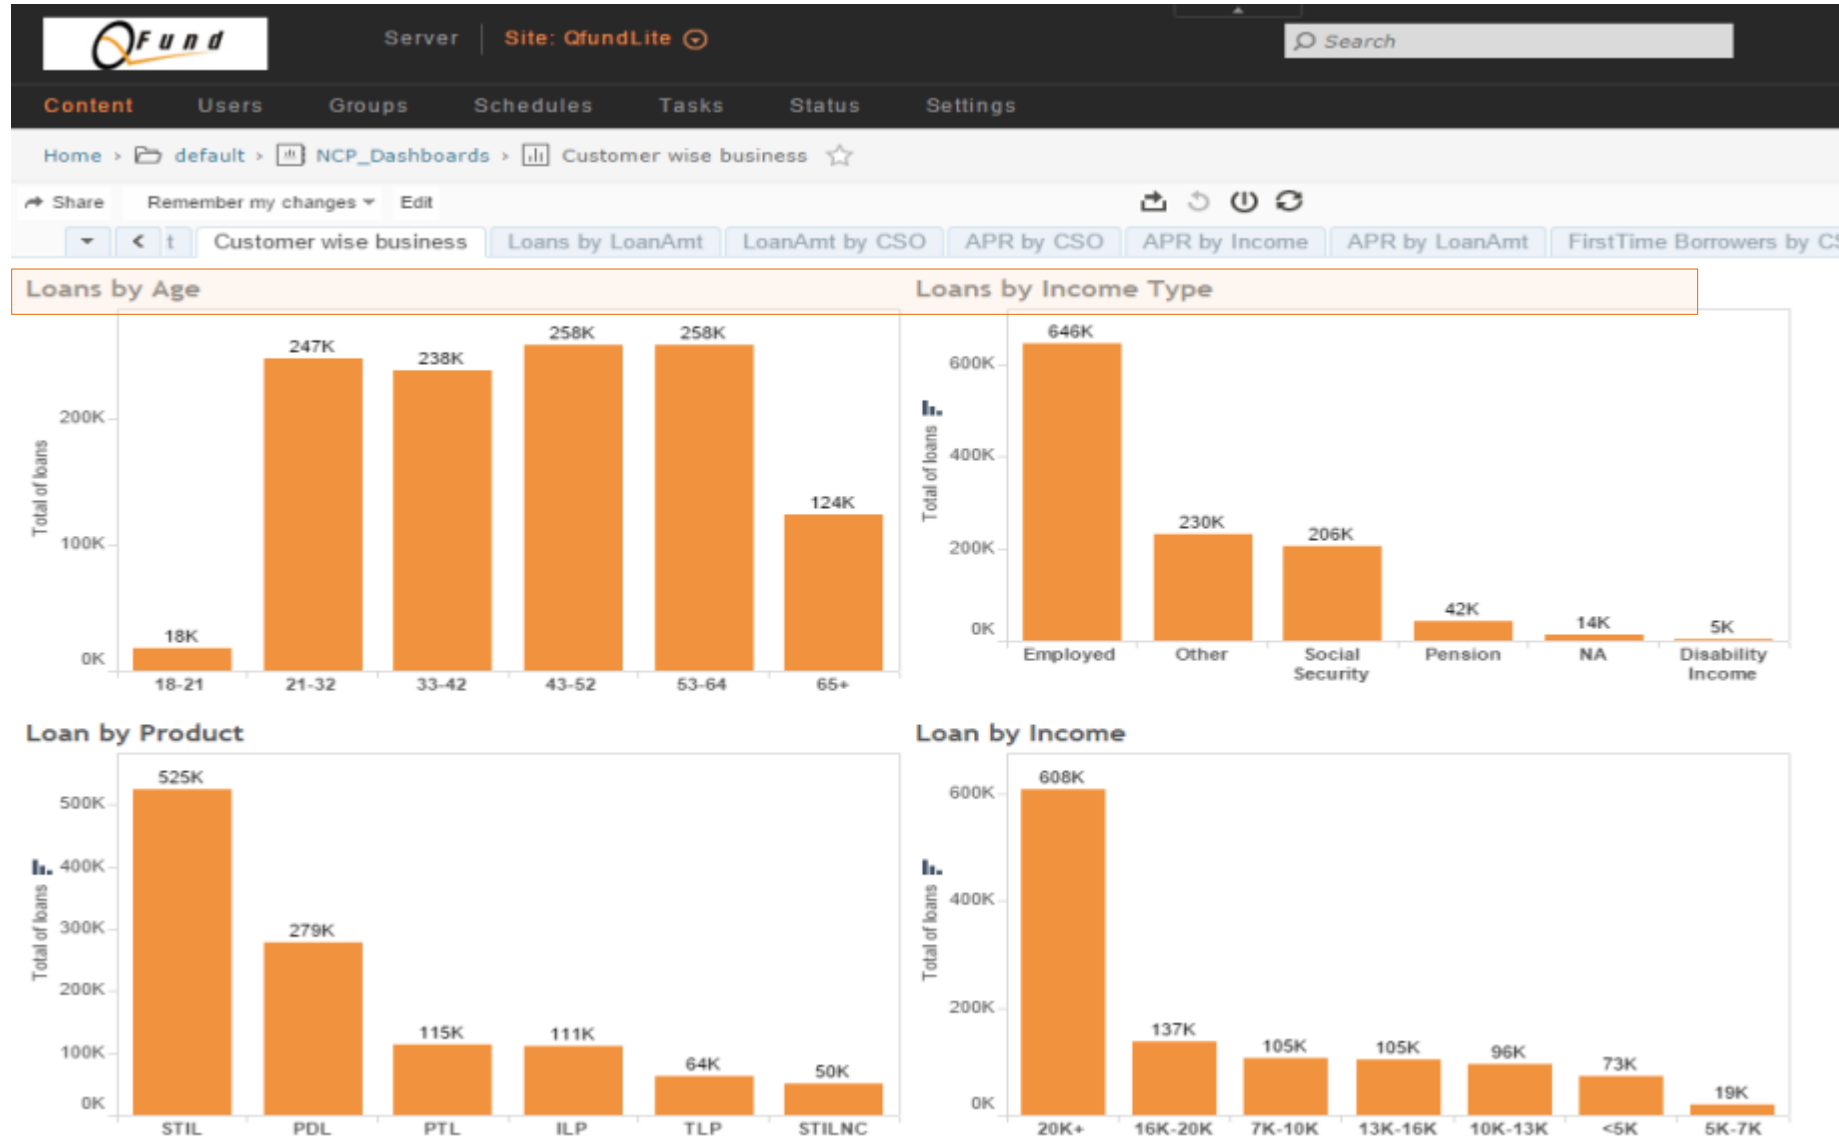 QFund
Server Site: QfundLite
Search
Content Users Groups Schedules Tasks Status Settings
Home › default › NCP_Dashboards › Customer wise business
Share Remember my changes Edit
t Customer wise business Loans by LoanAmt LoanAmt by CSO APR by CSO APR by Income APR by LoanAmt FirstTime Borrowers by CS
Loans by Age
Total of loans
200K
100K
0K
18K
247K
238K
258K
258K
124K
18-21 21-32 33-42 43-52 53-64 65+
Loans by Income Type
Total of loans
600K
400K
200K
0K
646K
230K
206K
42K
14K
5K
Employed Other Social Security Pension NA Disability Income
Loan by Product
Total of loans
500K
400K
300K
200K
100K
0K
525K
279K
115K
111K
64K
50K
STIL PDL PTL ILP TLP STILNC
Loan by Income
Total of loans
600K
400K
200K
0K
608K
137K
105K
105K
96K
73K
19K
20K+ 16K-20K 7K-10K 13K-16K 10K-13K <5K 5K-7K